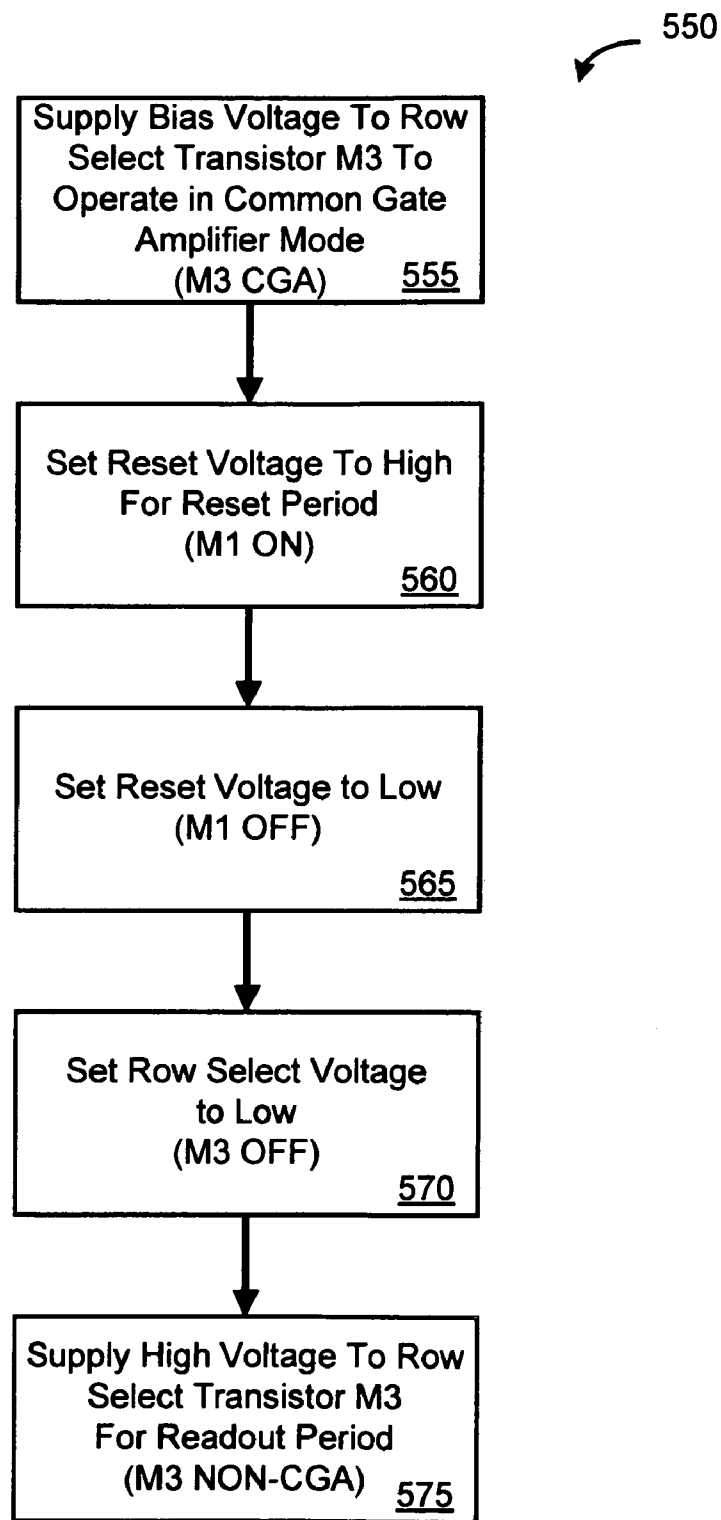 550
Supply Bias Voltage To Row
Select Transistor M3 To
Operate in Common Gate
Amplifier Mode
(M3 CGA)
555
Set Reset Voltage To High
For Reset Period
(M1 ON)
560
Set Reset Voltage to Low
(M1 OFF)
565
Set Row Select Voltage
to Low
(M3 OFF)
570
Supply High Voltage To Row
Select Transistor M3
For Readout Period
(M3 NON-CGA)
575